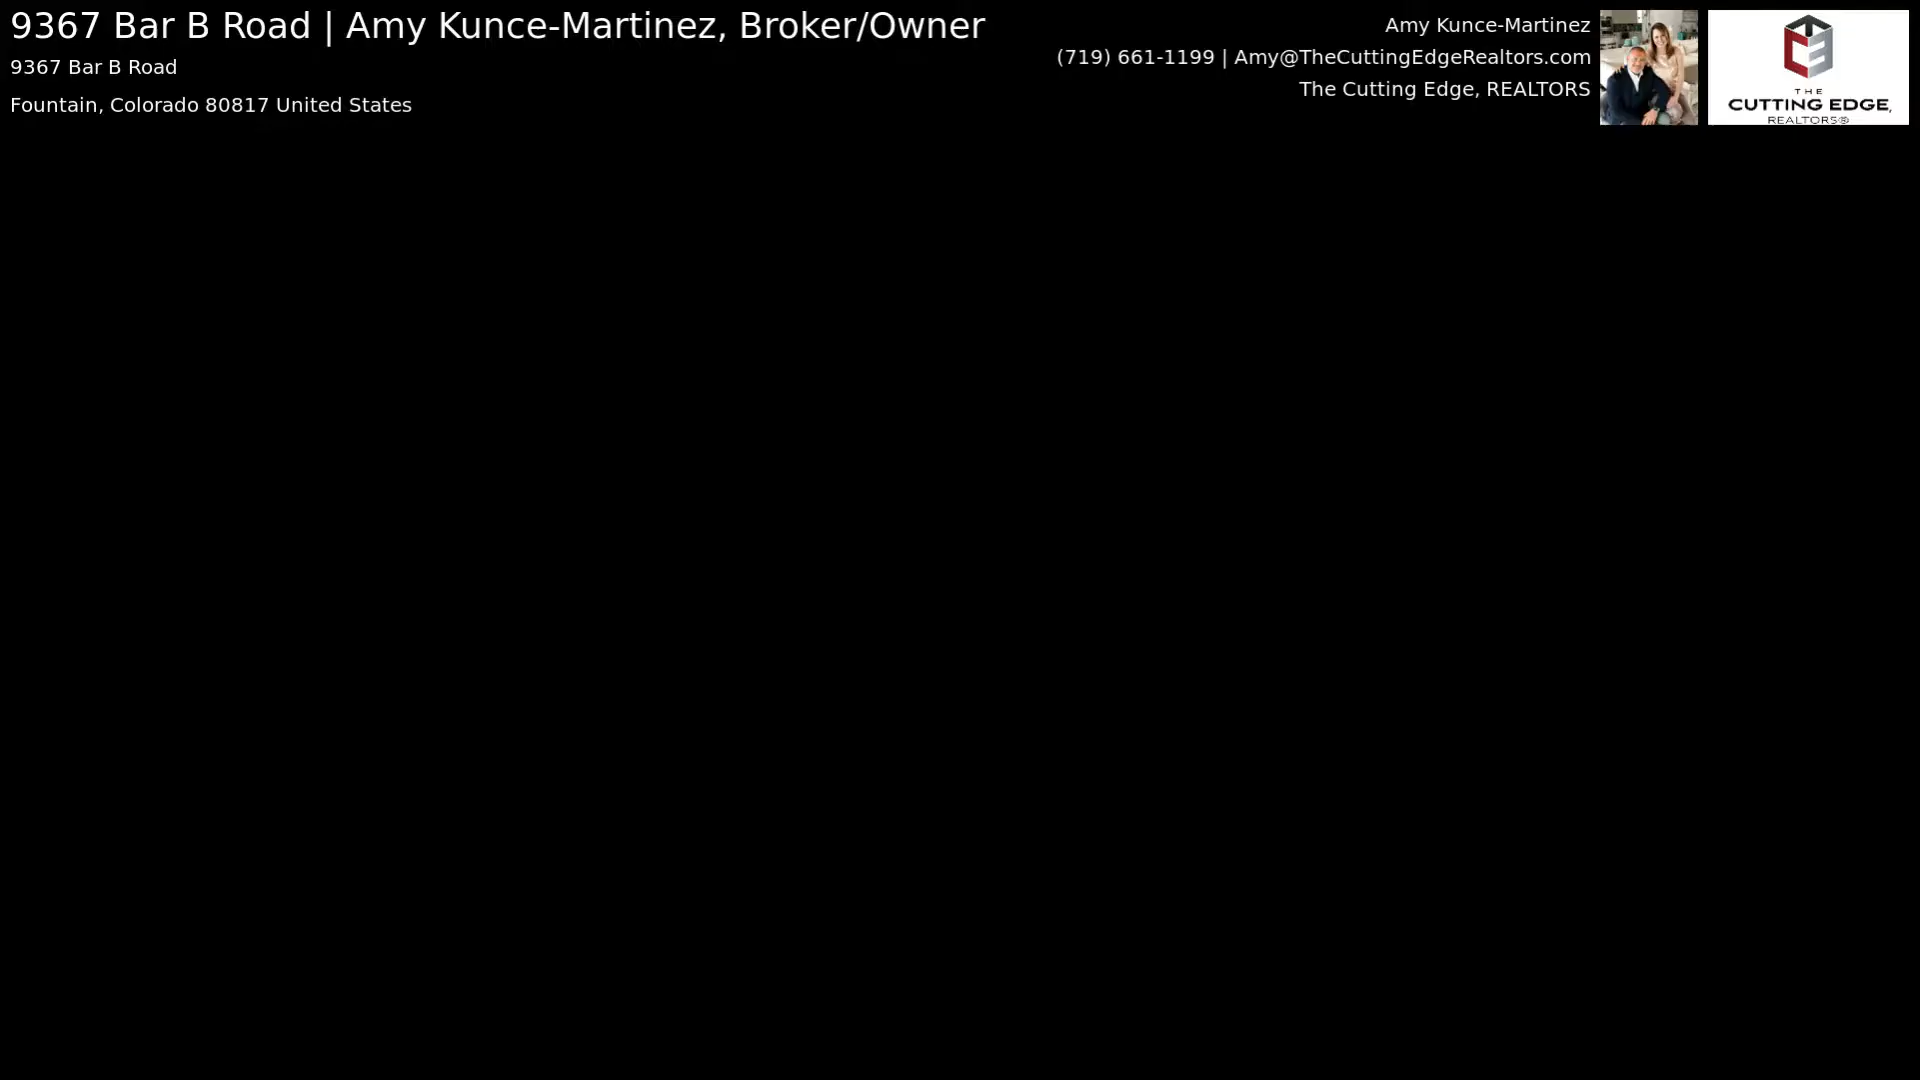 9367 Bar B Road | Amy Kunce-Martinez, Broker/Owner
9367 Bar B Road
Fountain, Colorado 80817 United States
Amy Kunce-Martinez
(719) 661-1199 | Amy@TheCuttingEdgeRealtors.com
The Cutting Edge, REALTORS
THE
CUTTING EDGE,
REALTORS®